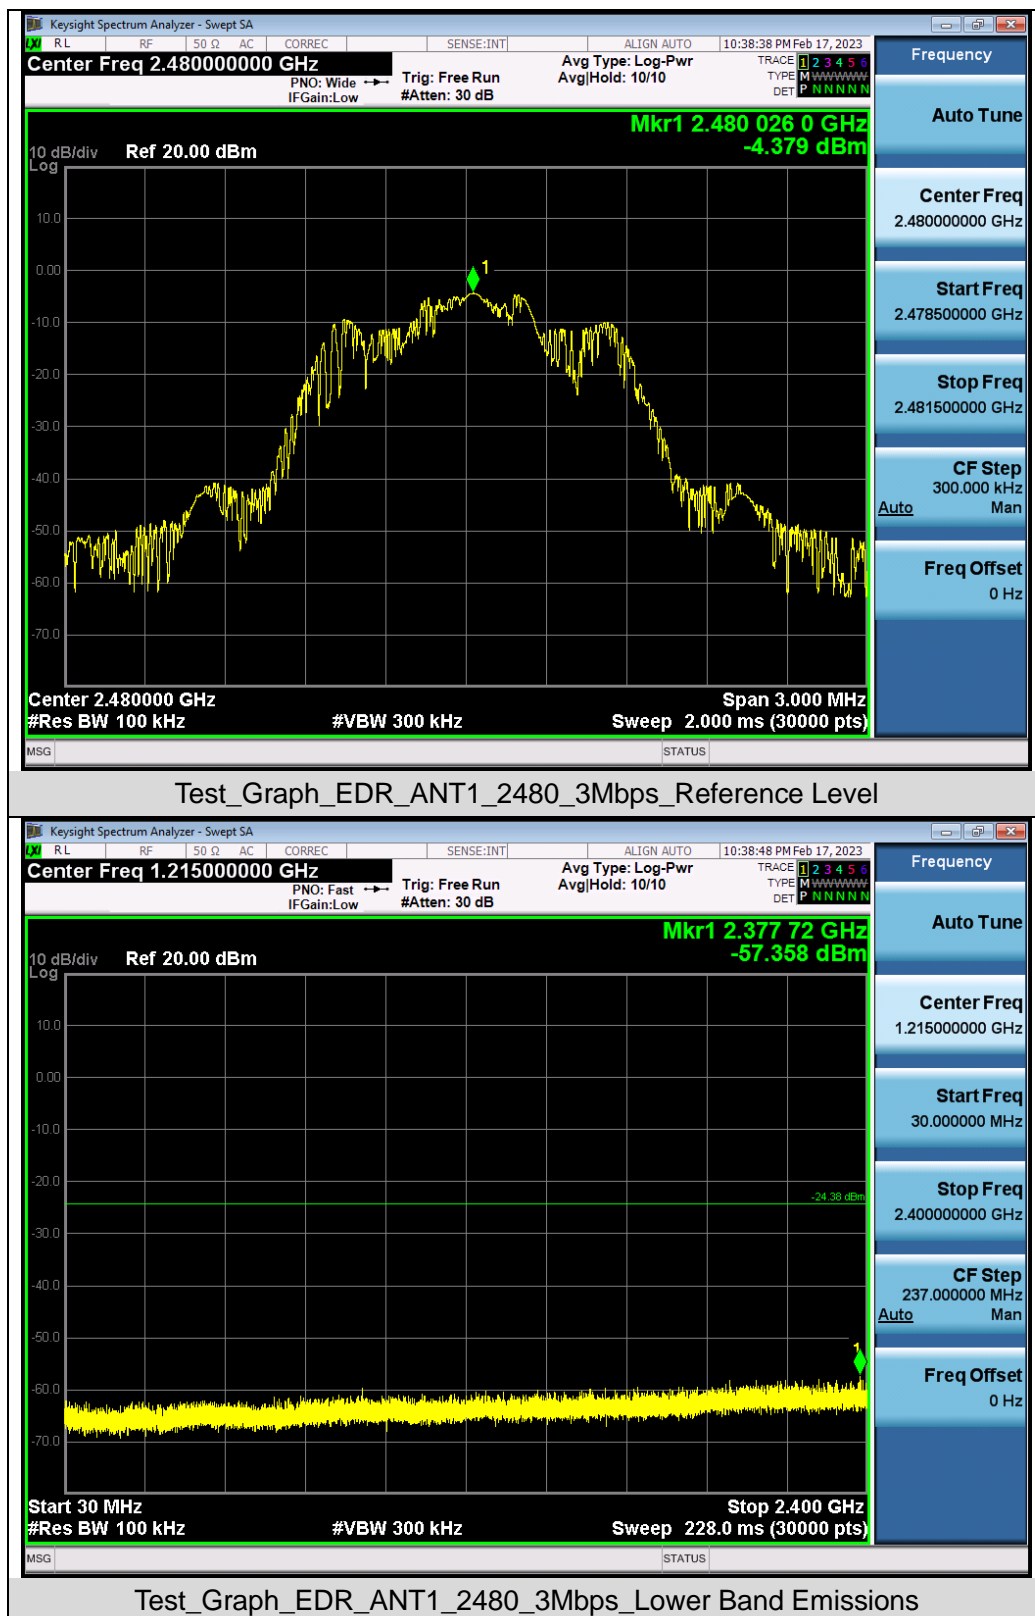 Keysight Spectrum Analyzer - Swept SA
LXI RL RF 50 Ω AC CORREC SENSE:INT ALIGN AUTO 10:38:38 PM Feb 17, 2023
Center Freq 2.480000000 GHz
PNO: Wide
IFGain:Low
Trig: Free Run
#Atten: 30 dB
Avg Type: Log-Pwr
Avg|Hold: 10/10
TRACE 1 2 3 4 5 6
TYPE M WWWWW
DET P N N N N N
Frequency
Mkr1 2.480 026 0 GHz
-4.379 dBm
10 dB/div Ref 20.00 dBm
Log
10.0
0.00
-10.0
-20.0
-30.0
-40.0
-50.0
-60.0
-70.0
1
Center 2.480000 GHz Span 3.000 MHz
#Res BW 100 kHz #VBW 300 kHz Sweep 2.000 ms (30000 pts)
MSG STATUS
Auto Tune
Center Freq
2.480000000 GHz
Start Freq
2.478500000 GHz
Stop Freq
2.481500000 GHz
CF Step
300.000 kHz
Auto Man
Freq Offset
0 Hz
Test_Graph_EDR_ANT1_2480_3Mbps_Reference Level
Keysight Spectrum Analyzer - Swept SA
LXI RL RF 50 Ω AC CORREC SENSE:INT ALIGN AUTO 10:38:48 PM Feb 17, 2023
Center Freq 1.215000000 GHz
PNO: Fast
IFGain:Low
Trig: Free Run
#Atten: 30 dB
Avg Type: Log-Pwr
Avg|Hold: 10/10
TRACE 1 2 3 4 5 6
TYPE M WWWWW
DET P N N N N N
Frequency
Mkr1 2.377 72 GHz
-57.358 dBm
10 dB/div Ref 20.00 dBm
Log
10.0
0.00
-10.0
-20.0
-24.38 dBm
-30.0
-40.0
-50.0
-60.0
-70.0
1
Start 30 MHz Stop 2.400 GHz
#Res BW 100 kHz #VBW 300 kHz Sweep 228.0 ms (30000 pts)
MSG STATUS
Auto Tune
Center Freq
1.215000000 GHz
Start Freq
30.000000 MHz
Stop Freq
2.400000000 GHz
CF Step
237.000000 MHz
Auto Man
Freq Offset
0 Hz
Test_Graph_EDR_ANT1_2480_3Mbps_Lower Band Emissions